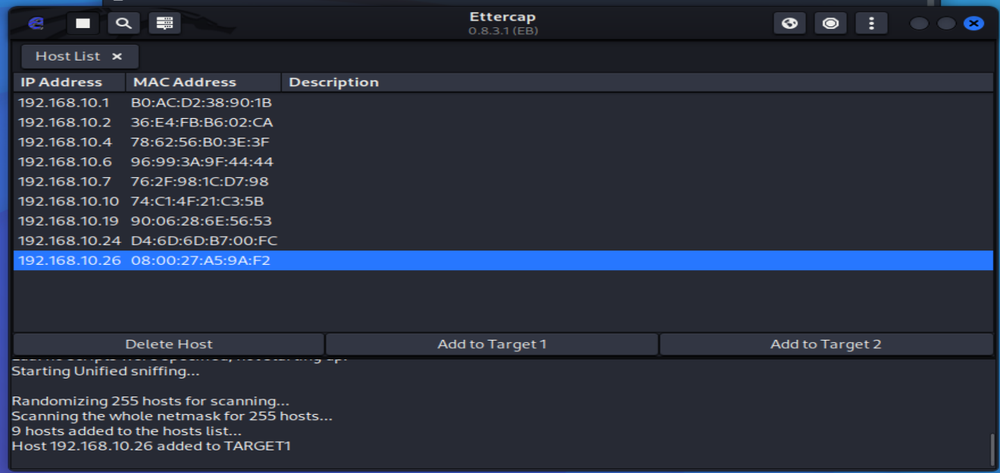 Ettercap
0.8.3.1 (EB)
Host List ×
IP Address MAC Address Description
192.168.10.1 B0:AC:D2:38:90:1B
192.168.10.2 36:E4:FB:B6:02:CA
192.168.10.4 78:62:56:B0:3E:3F
192.168.10.6 96:99:3A:9F:44:44
192.168.10.7 76:2F:98:1C:D7:98
192.168.10.10 74:C1:4F:21:C3:5B
192.168.10.19 90:06:28:6E:56:53
192.168.10.24 D4:6D:6D:B7:00:FC
192.168.10.26 08:00:27:A5:9A:F2
Delete Host Add to Target 1 Add to Target 2
Starting Unified sniffing...
Randomizing 255 hosts for scanning...
Scanning the whole netmask for 255 hosts...
9 hosts added to the hosts list...
Host 192.168.10.26 added to TARGET1